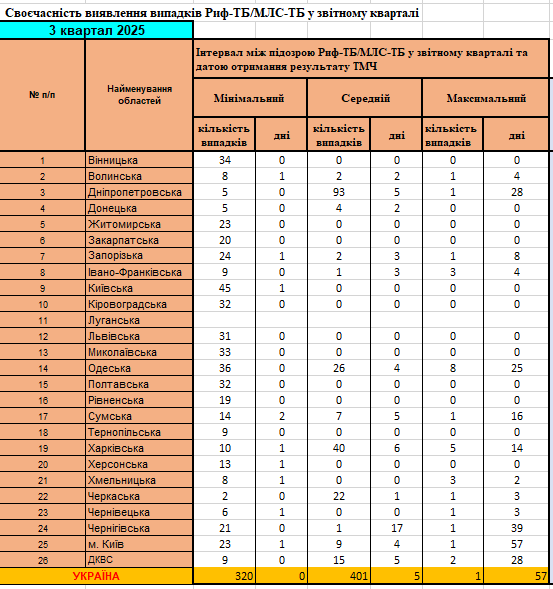 Своєчасність виявлення випадків Риф-ТБ/МЛС-ТБ у звітному кварталі
3 квартал 2025
№ п/п Найменування областей Інтервал між підозрою Риф-ТБ/МЛС-ТБ у звітному кварталі та датою отримання результату ТМЧ
Мінімальний Середній Максимальний
кількість випадків дні кількість випадків дні кількість випадків дні
1 Вінницька 34 0 0 0 0 0
2 Волинська 8 1 2 2 1 4
3 Дніпропетровська 5 0 93 5 1 28
4 Донецька 5 0 4 2 0 0
5 Житомирська 23 0 0 0 0 0
6 Закарпатська 20 0 0 0 0 0
7 Запорізька 24 1 2 3 1 8
8 Івано-Франківська 9 0 1 3 3 4
9 Київська 45 1 0 0 0 0
10 Кіровоградська 32 0 0 0 0 0
11 Луганська
12 Львівська 31 0 0 0 0 0
13 Миколаївська 33 0 0 0 0 0
14 Одеська 36 0 26 4 8 25
15 Полтавська 32 0 0 0 0 0
16 Рівненська 19 0 0 0 0 0
17 Сумська 14 2 7 5 1 16
18 Тернопільська 9 0 0 0 0 0
19 Харківська 10 1 40 6 5 14
20 Херсонська 13 1 0 0 0 0
21 Хмельницька 8 1 0 0 3 2
22 Черкаська 2 0 22 1 1 3
23 Чернівецька 6 1 0 0 1 3
24 Чернігівська 21 0 1 17 1 39
25 м. Київ 23 1 9 4 1 57
26 ДКВС 9 0 15 5 2 28
УКРАЇНА 320 0 401 5 1 57